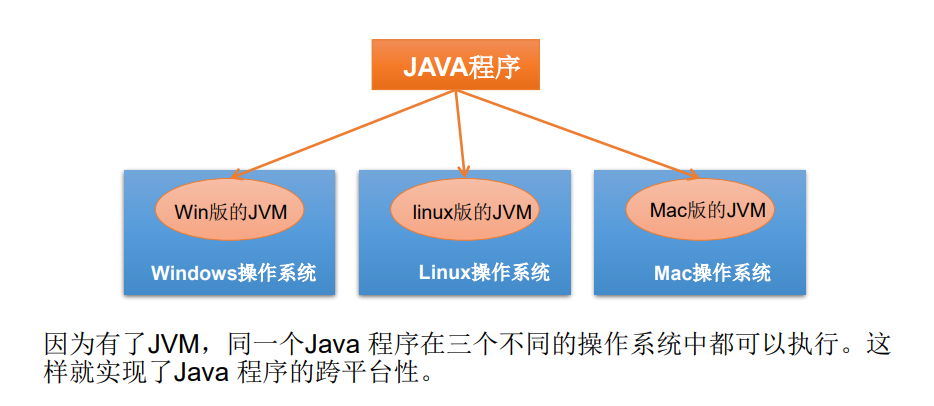 JAVA程序
Win版的JVM
linux版的JVM
Mac版的JVM
Windows操作系统
Linux操作系统
Mac操作系统
因为有了JVM，同一个Java 程序在三个不同的操作系统中都可以执行。这
样就实现了Java 程序的跨平台性。